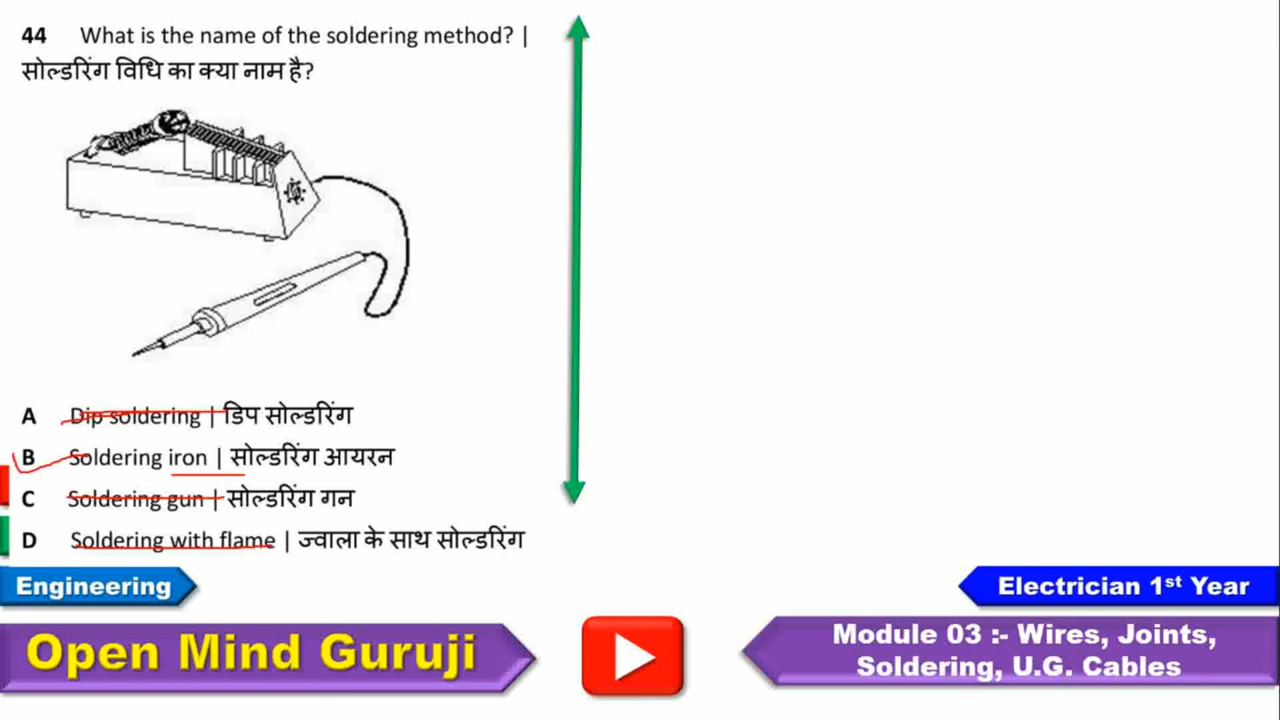 44 What is the name of the soldering method? |
सोल्डरिंग विधि का क्या नाम है?
A Dip soldering | डिप सोल्डरिंग
B Soldering iron | सोल्डरिंग आयरन
C Soldering gun | सोल्डरिंग गन
D Soldering with flame | ज्वाला के साथ सोल्डरिंग
Engineering
Electrician 1st Year
Open Mind Guruji
Module 03 :- Wires, Joints,
Soldering, U.G. Cables